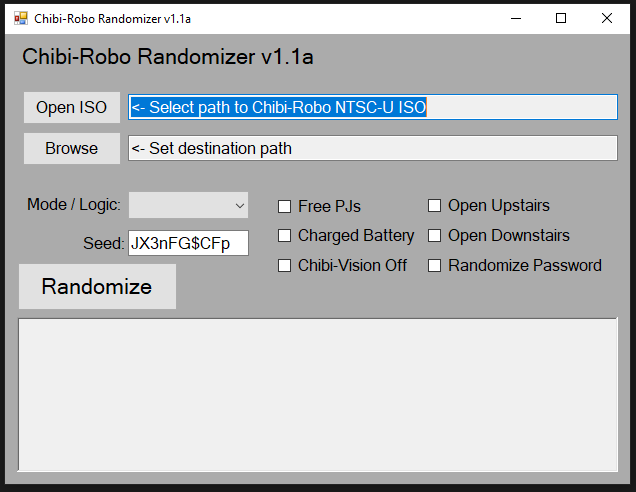 Chibi-Robo Randomizer v1.1a
Chibi-Robo Randomizer v1.1a
Open ISO <- Select path to Chibi-Robo NTSC-U ISO
Browse <- Set destination path
Mode / Logic: Free PJs Open Upstairs
Seed: JX3nFG$CFp Charged Battery Open Downstairs
Chibi-Vision Off Randomize Password
Randomize